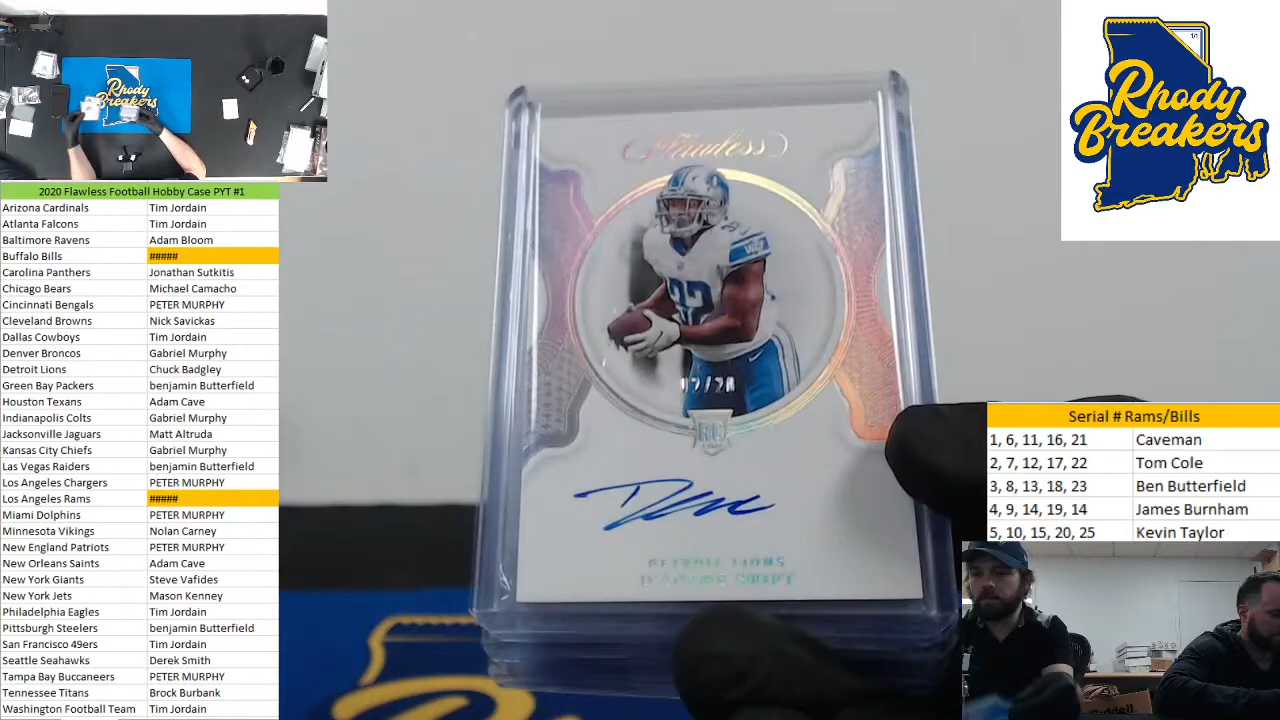 Rhody
Breakers
2020 Flawless Football Hobby Case PYT #1
Arizona Cardinals Tim Jordain
Atlanta Falcons Tim Jordain
Baltimore Ravens Adam Bloom
Buffalo Bills #####
Carolina Panthers Jonathan Sutkitis
Chicago Bears Michael Camacho
Cincinnati Bengals PETER MURPHY
Cleveland Browns Nick Savickas
Dallas Cowboys Tim Jordain
Denver Broncos Gabriel Murphy
Detroit Lions Chuck Badgley
Green Bay Packers benjamin Butterfield
Houston Texans Adam Cave
Indianapolis Colts Gabriel Murphy
Jacksonville Jaguars Matt Altruda
Kansas City Chiefs Gabriel Murphy
Las Vegas Raiders benjamin Butterfield
Los Angeles Chargers PETER MURPHY
Los Angeles Rams #####
Miami Dolphins PETER MURPHY
Minnesota Vikings Nolan Carney
New England Patriots PETER MURPHY
New Orleans Saints Adam Cave
New York Giants Steve Vafides
New York Jets Mason Kenney
Philadelphia Eagles Tim Jordain
Pittsburgh Steelers benjamin Butterfield
San Francisco 49ers Tim Jordain
Seattle Seahawks Derek Smith
Tampa Bay Buccaneers PETER MURPHY
Tennessee Titans Brock Burbank
Washington Football Team Tim Jordain
Flawless
32
32
RC
DETROIT LIONS
D'ANDRE SWIFT
1/1
Rhody
Breakers
Serial # Rams/Bills
1, 6, 11, 16, 21 Caveman
2, 7, 12, 17, 22 Tom Cole
3, 8, 13, 18, 23 Ben Butterfield
4, 9, 14, 19, 14 James Burnham
5, 10, 15, 20, 25 Kevin Taylor